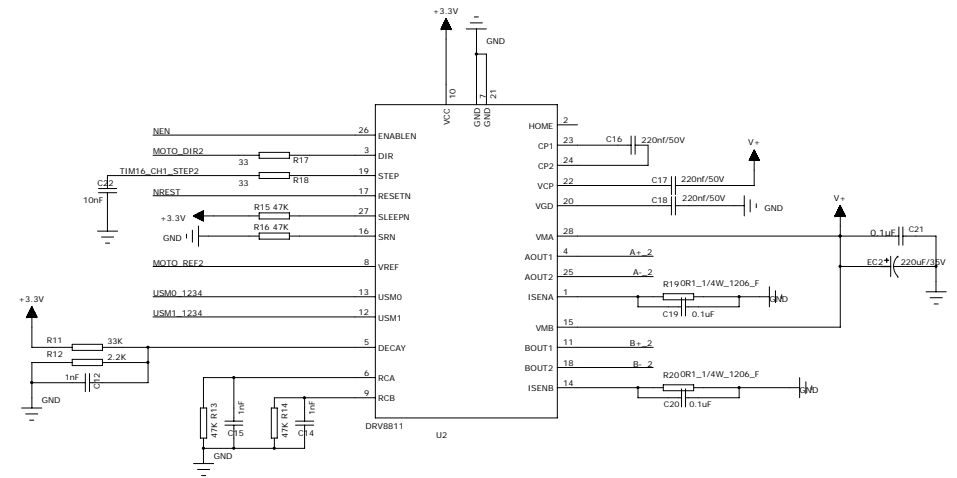 +3.3V
GND
10
7
21
VCC
GND
GND
NEN
26
ENABLEN
MOTO_DIR2
33
R17
3
DIR
TIM16_CH1_STEP2
33
R18
19
STEP
C22
10nF
NREST
17
RESETN
+3.3V
R15 47K
27
SLEEPN
GND
R16 47K
16
SRN
MOTO_REF2
8
VREF
USM0_1234
13
USM0
USM1_1234
12
USM1
+3.3V
R11
33K
5
DECAY
R12
2.2K
1nF
C12
GND
6
RCA
9
RCB
47K R13
1nF
C15
47K R14
1nF
C14
GND
DRV8811
U2
HOME
2
CP1
23
C16
220nf/50V
CP2
24
V+
VCP
22
C17
220nf/50V
VGD
20
C18
220nf/50V
GND
V+
VMA
28
0.1uF
C21
AOUT1
4
A+_2
AOUT2
25
A-_2
EC2
+
220uF/35V
ISENA
1
R19
0R1_1/4W_1206_F
C19
0.1uF
GND
VMB
15
BOUT1
11
B+_2
BOUT2
18
B-_2
ISENB
14
R20
0R1_1/4W_1206_F
C20
0.1uF
GND